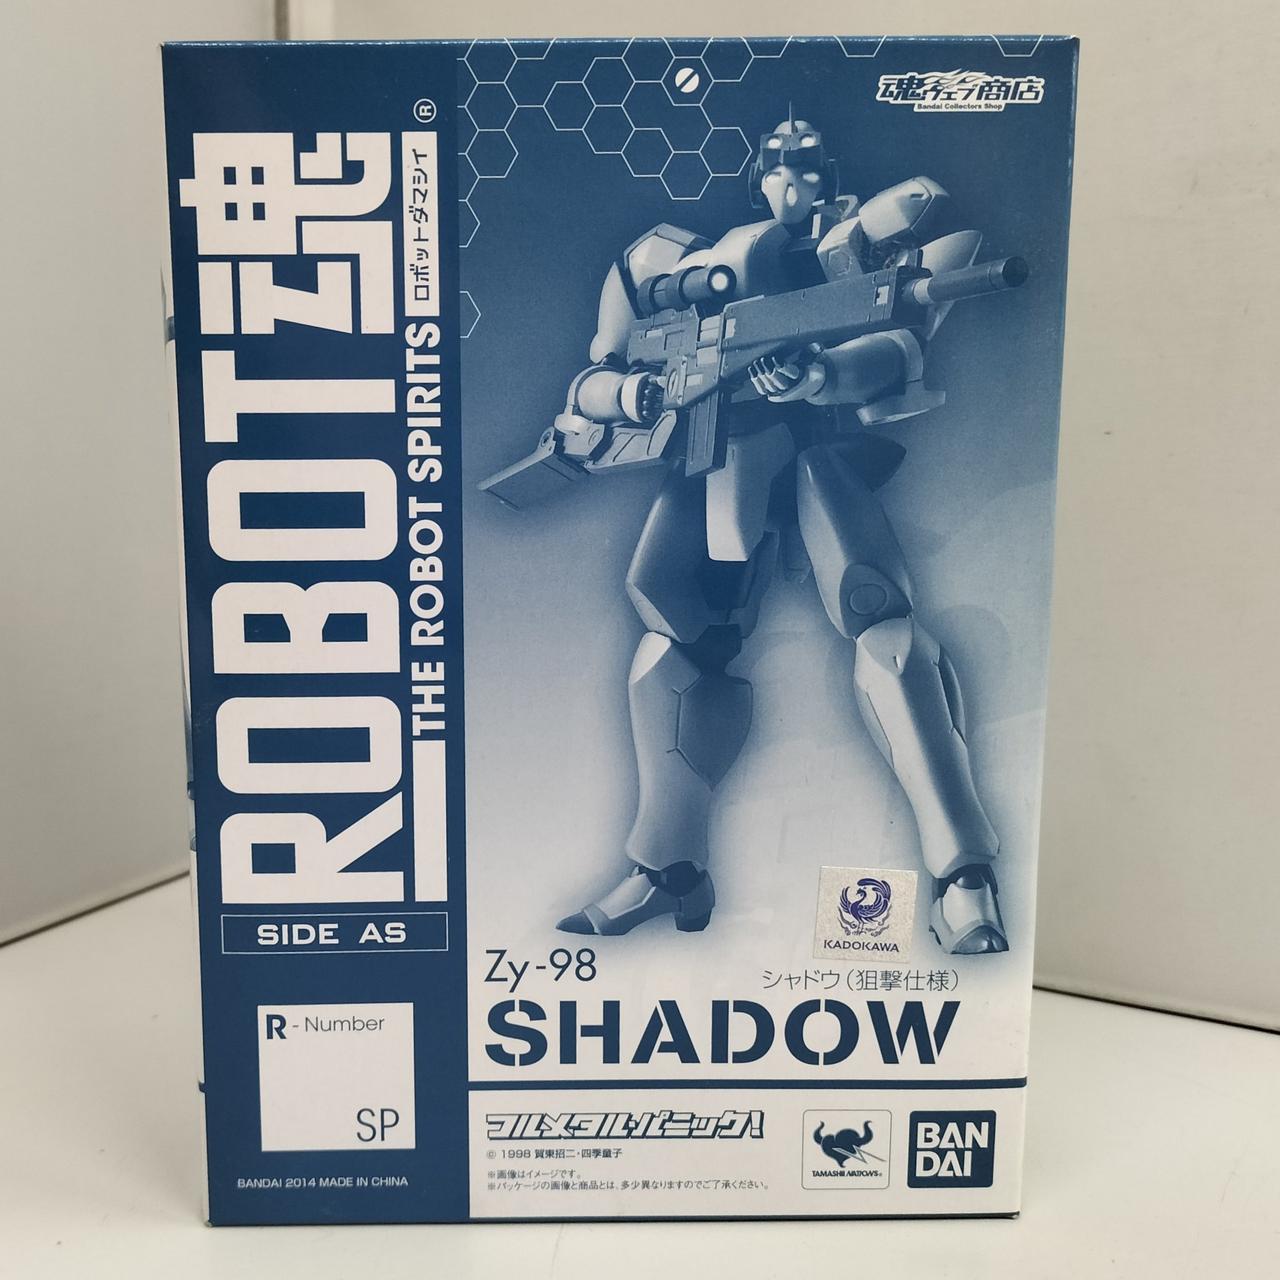 ROBOT魂
®
ロボットダマシイ
THE ROBOT SPIRITS
SIDE AS
R - Number
SP
BANDAI 2014 MADE IN CHINA
魂ウェブ商店
Bandai Collectors Shop
KADOKAWA
Zy-98
シャドウ（狙撃仕様）
SHADOW
フルメタル・パニック!
© 1998 賀東招二・四季童子
※画像はイメージです。
※パッケージの画像と商品とは、多少異なりますのでご了承ください。
TAMASHII NATIONS®
BAN
DAI